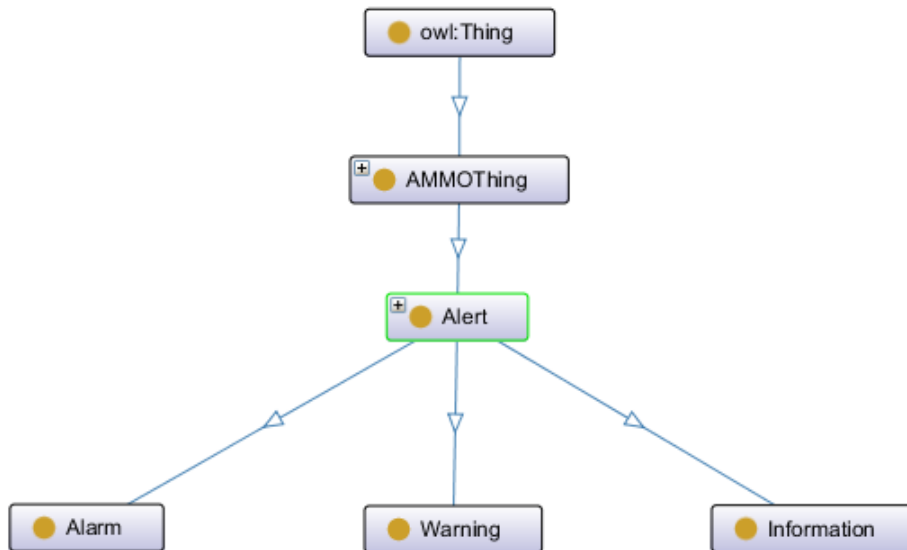 owl:Thing
AMMOThing
Alert
Alarm
Warning
Information